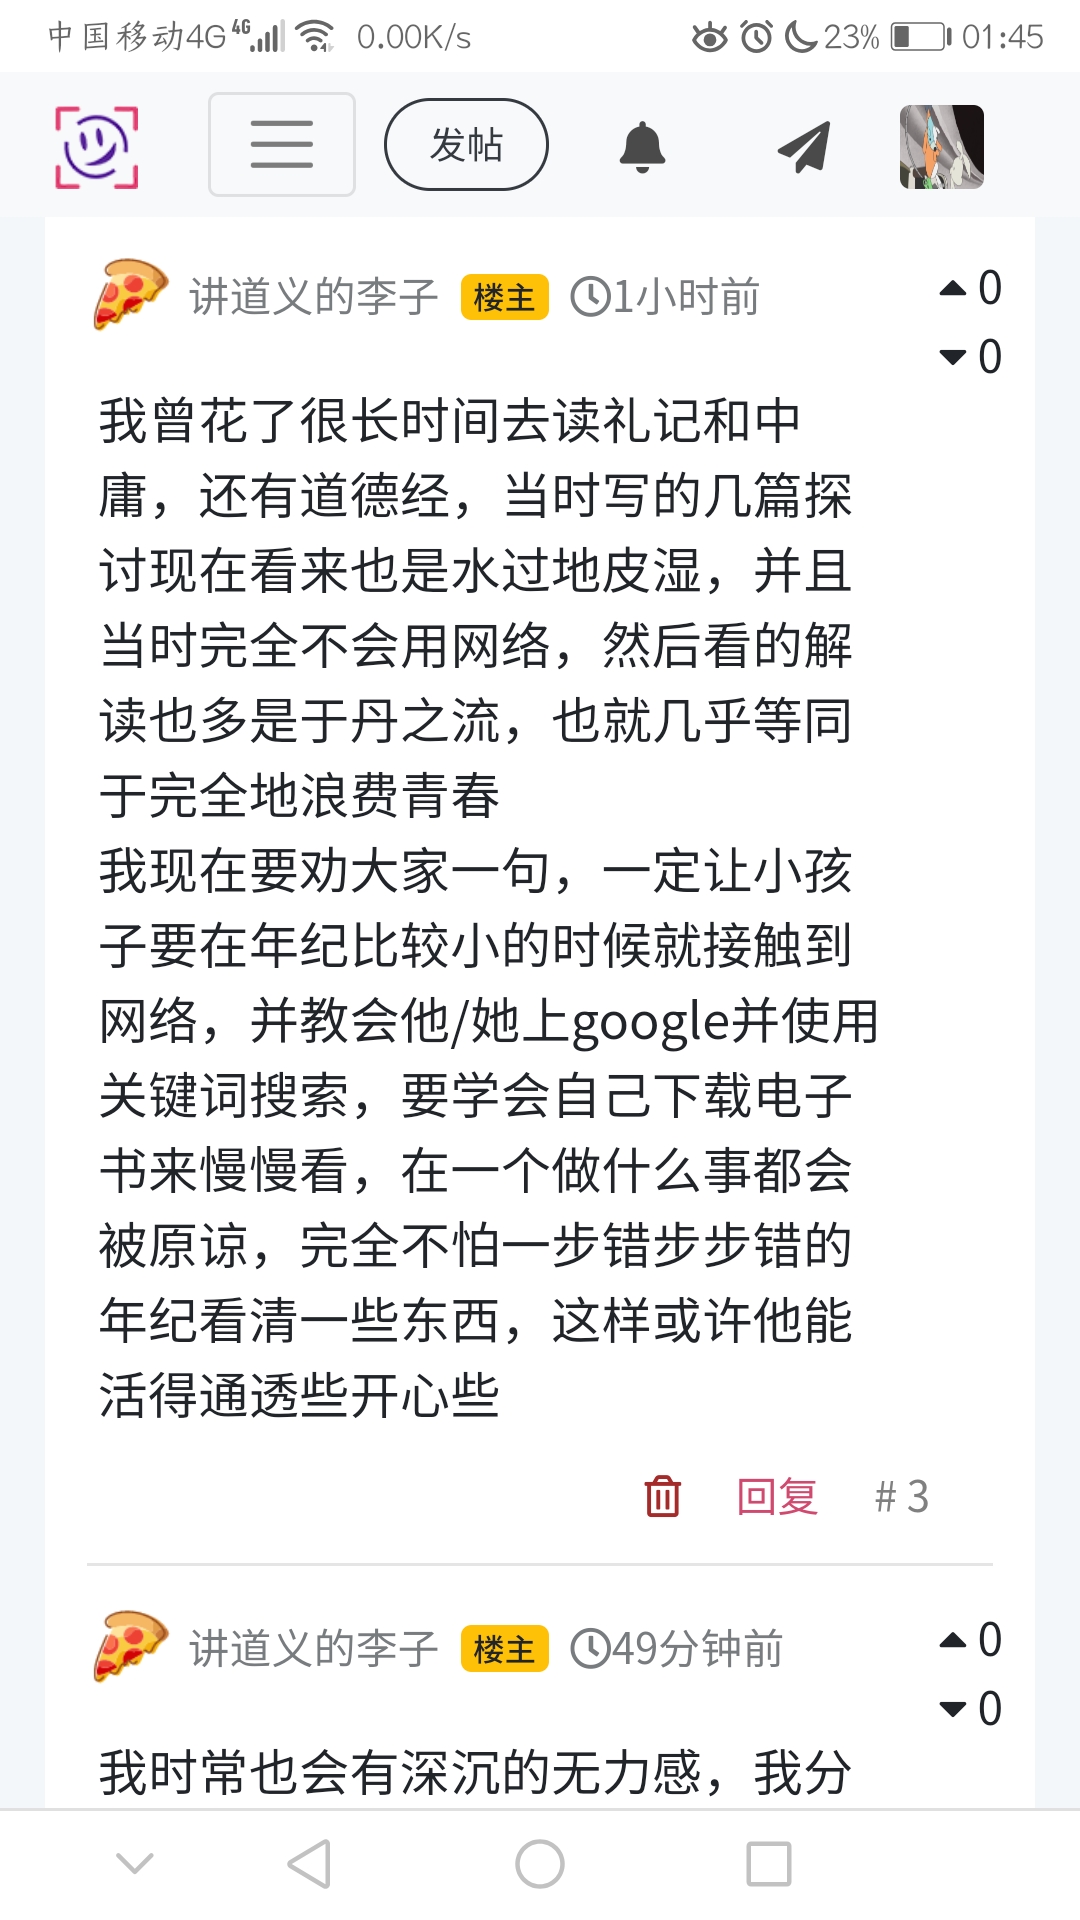 中国移动4G 4G 0.00K/s 23% 01:45
发帖
讲道义的李子 楼主 1小时前 0
0
我曾花了很长时间去读礼记和中
庸，还有道德经，当时写的几篇探
讨现在看来也是水过地皮湿，并且
当时完全不会用网络，然后看的解
读也多是于丹之流，也就几乎等同
于完全地浪费青春
我现在要劝大家一句，一定让小孩
子要在年纪比较小的时候就接触到
网络，并教会他/她上google并使用
关键词搜索，要学会自己下载电子
书来慢慢看，在一个做什么事都会
被原谅，完全不怕一步错步步错的
年纪看清一些东西，这样或许他能
活得通透些开心些
回复 # 3
讲道义的李子 楼主 49分钟前 0
0
我时常也会有深沉的无力感，我分